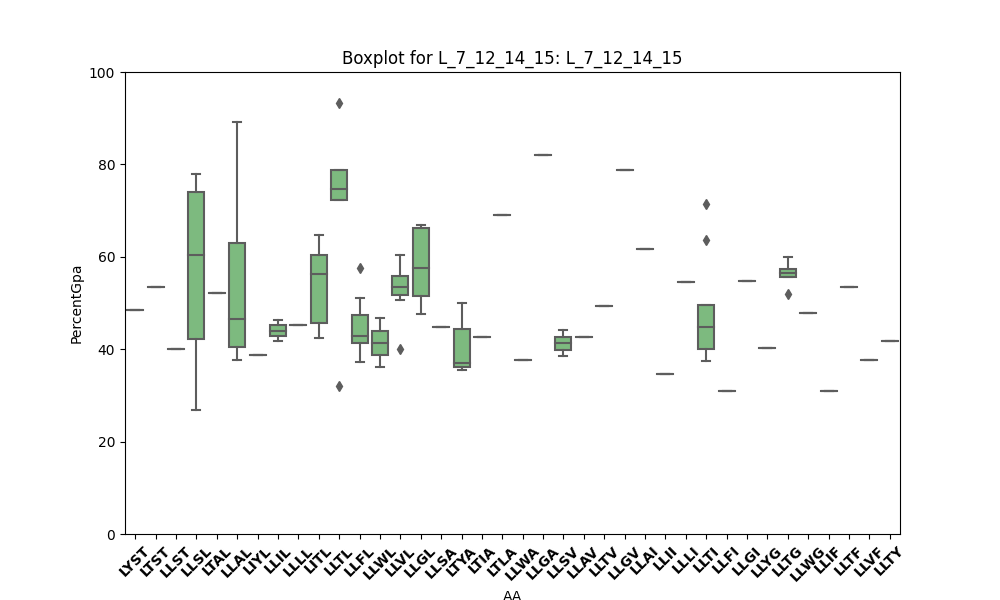 Boxplot for L_7_12_14_15: L_7_12_14_15
PercentGpa
100
80
60
40
20
0
LYST
LTST
LLST
LLSL
LTAL
LLAL
LIYL
LLIL
LLLL
LITL
LLTL
LLFL
LLWL
LLVL
LLGL
LLSA
LTYA
LTIA
LTLA
LLWA
LLGA
LLSV
LLAV
LLTV
LLGV
LLAI
LLII
LLLI
LLTI
LLFI
LLGI
LLYG
LLTG
LLWG
LLIF
LLTF
LLVF
LLTY
AA